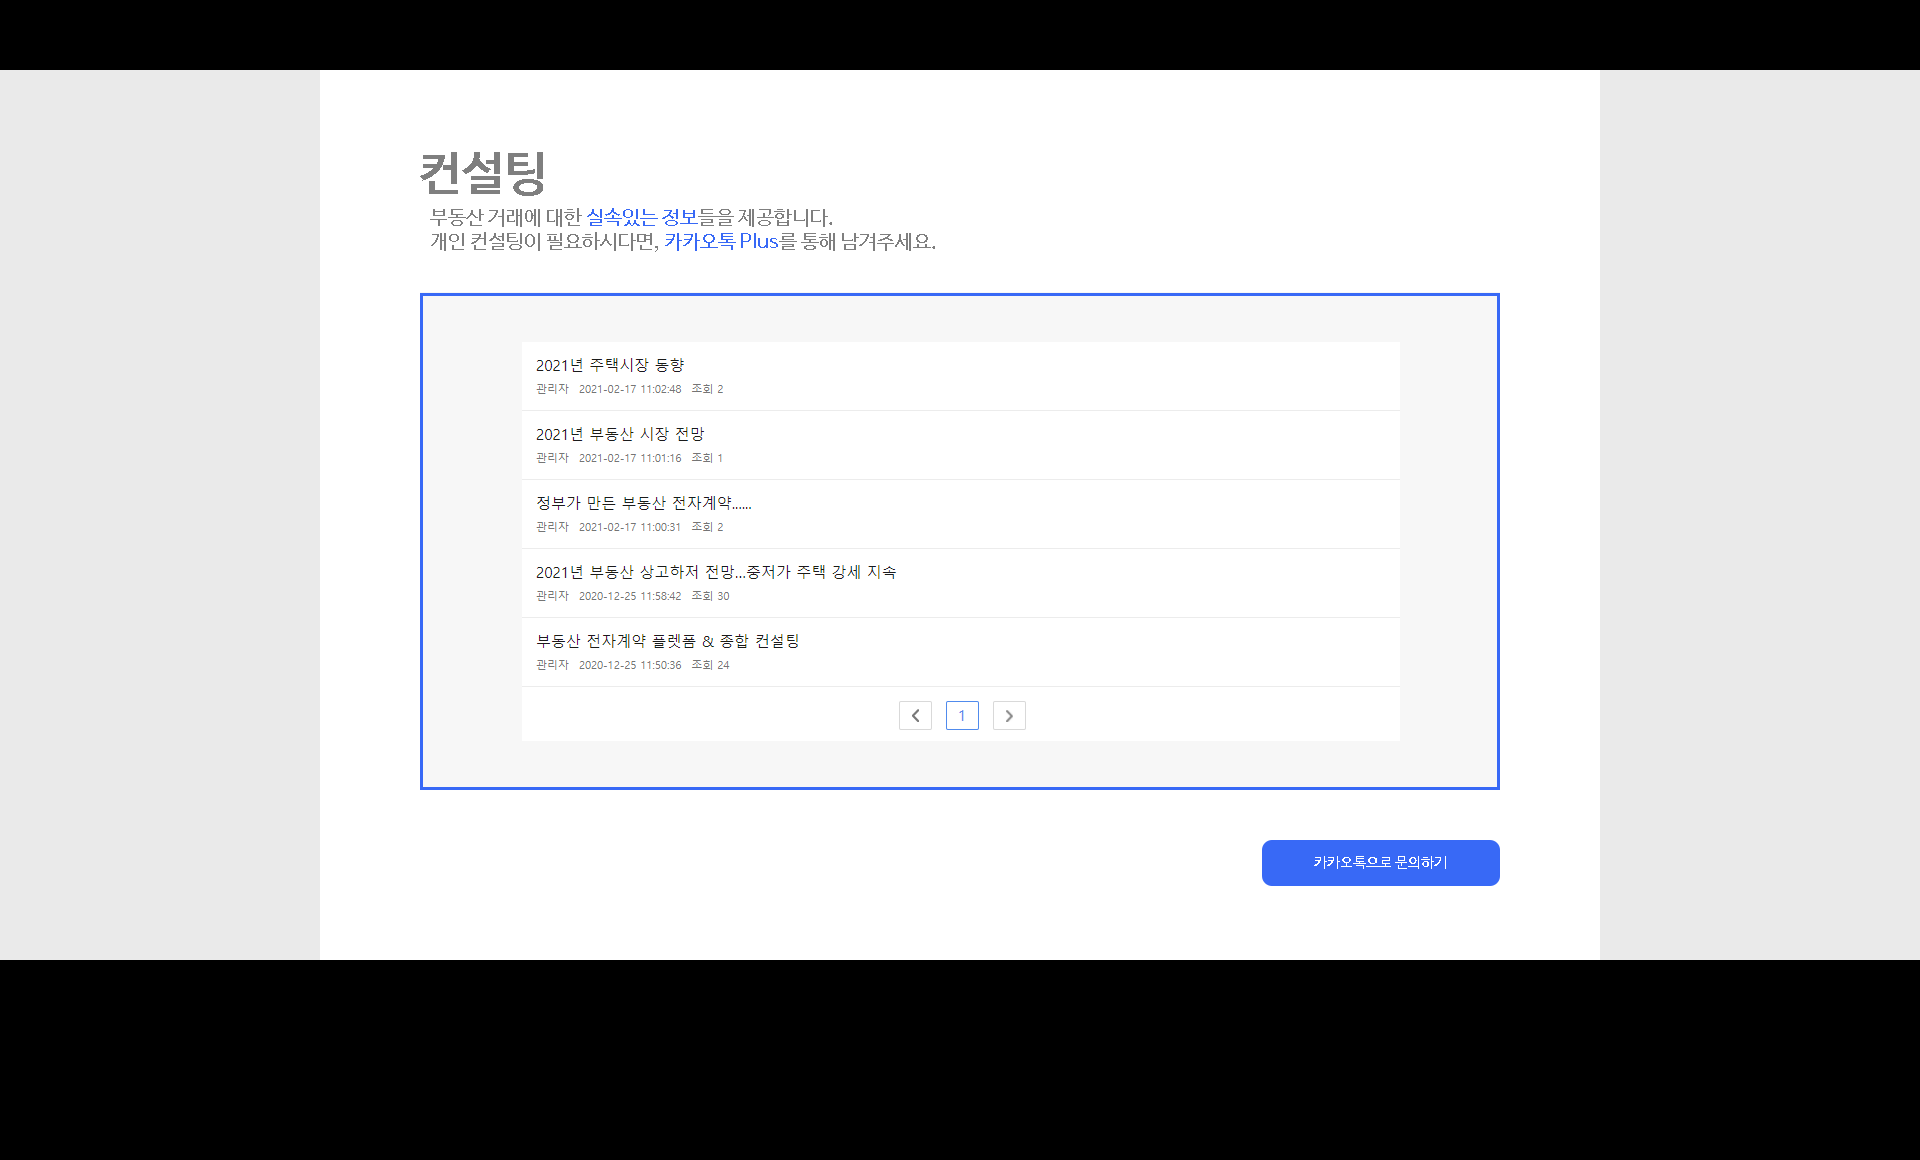 컨설팅
부동산 거래에 대한 실속있는 정보들을 제공합니다.
개인 컨설팅이 필요하시다면, 카카오톡 Plus를 통해 남겨주세요.
2021년 주택시장 동향
관리자 2021-02-17 11:02:48 조회 2
2021년 부동산 시장 전망
관리자 2021-02-17 11:01:16 조회 1
정부가 만든 부동산 전자계약......
관리자 2021-02-17 11:00:31 조회 2
2021년 부동산 상고하저 전망...중저가 주택 강세 지속
관리자 2020-12-25 11:58:42 조회 30
부동산 전자계약 플렛폼 & 종합 컨설팅
관리자 2020-12-25 11:50:36 조회 24
1
카카오톡으로 문의하기